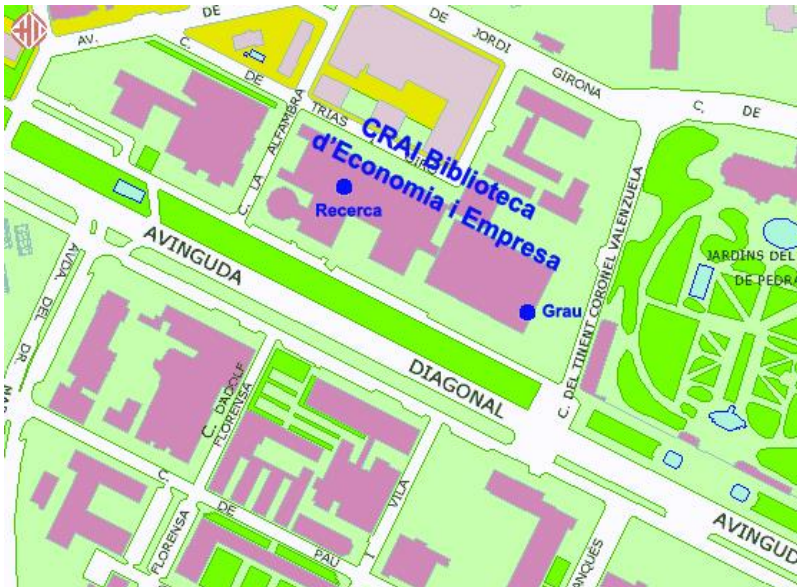 DE
DE
JORDI
GIRONA
AV.
C.
DE
C.
DE
TRIAS
C. LA
ALFAMBRA
CRAI Biblioteca
d'Economia i Empresa
Recerca
Grau
C. DEL TINENT CORONEL VALENZUELA
JARDINS DEL
DE PEDRA
AVINGUDA
DIAGONAL
AVDA. DEL DR.
C. D'ADOLF
FLORENSA
C.
DE
PAU
I
VILA
FLORENSA
AVINGUD